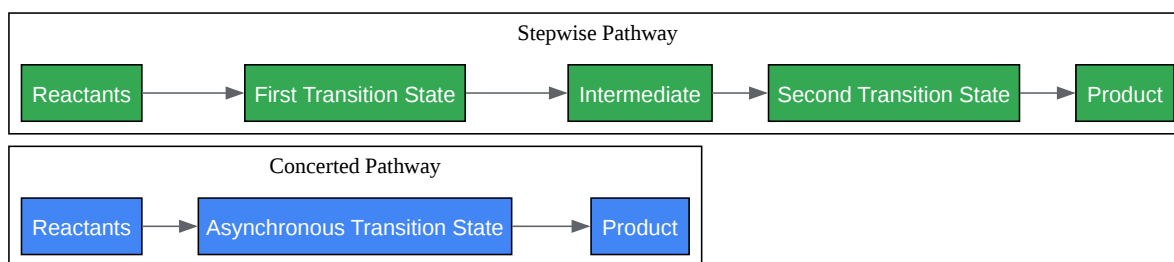 Stepwise Pathway
Reactants First Transition State Intermediate Second Transition State Product
Concerted Pathway
Reactants Asynchronous Transition State Product